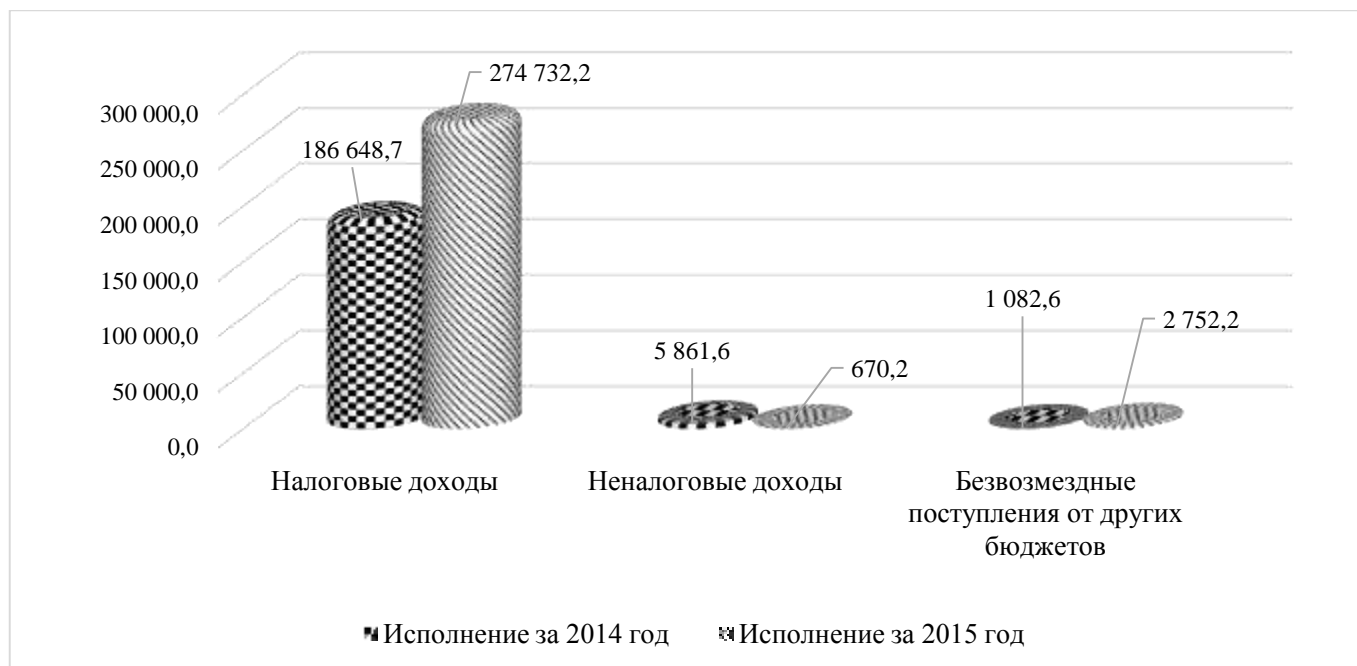 274 732,2
300 000,0
186 648,7
250 000,0
200 000,0
150 000,0
1 082,6
2 752,2
100 000,0
5 861,6
670,2
50 000,0
0,0
Налоговые доходы
Неналоговые доходы
Безвозмездные
поступления от других
бюджетов
Исполнение за 2014 год
Исполнение за 2015 год